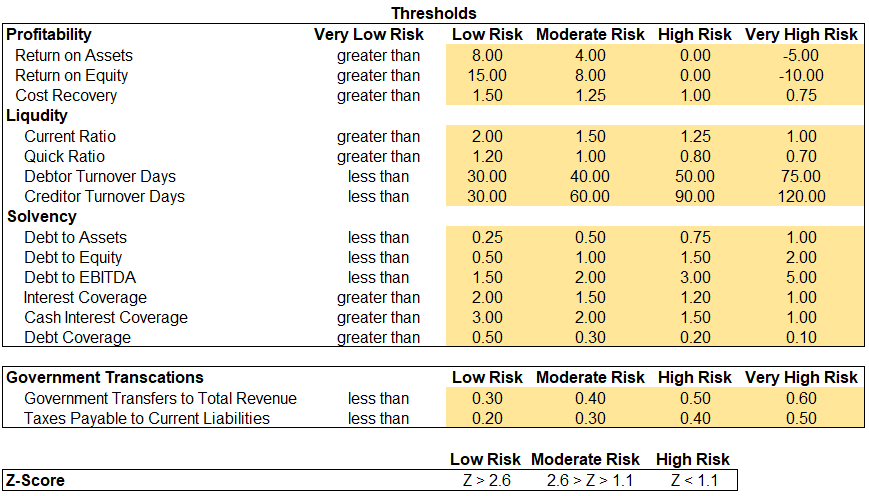 Thresholds
Profitability Very Low Risk Low Risk Moderate Risk High Risk Very High Risk
Return on Assets greater than 8.00 4.00 0.00 -5.00
Return on Equity greater than 15.00 8.00 0.00 -10.00
Cost Recovery greater than 1.50 1.25 1.00 0.75
Liqudity
Current Ratio greater than 2.00 1.50 1.25 1.00
Quick Ratio greater than 1.20 1.00 0.80 0.70
Debtor Turnover Days less than 30.00 40.00 50.00 75.00
Creditor Turnover Days less than 30.00 60.00 90.00 120.00
Solvency
Debt to Assets less than 0.25 0.50 0.75 1.00
Debt to Equity less than 0.50 1.00 1.50 2.00
Debt to EBITDA less than 1.50 2.00 3.00 5.00
Interest Coverage greater than 2.00 1.50 1.20 1.00
Cash Interest Coverage greater than 3.00 2.00 1.50 1.00
Debt Coverage greater than 0.50 0.30 0.20 0.10
Government Transcations Low Risk Moderate Risk High Risk Very High Risk
Government Transfers to Total Revenue less than 0.30 0.40 0.50 0.60
Taxes Payable to Current Liabilities less than 0.20 0.30 0.40 0.50
Low Risk Moderate Risk High Risk
Z-Score Z > 2.6 2.6 > Z > 1.1 Z < 1.1